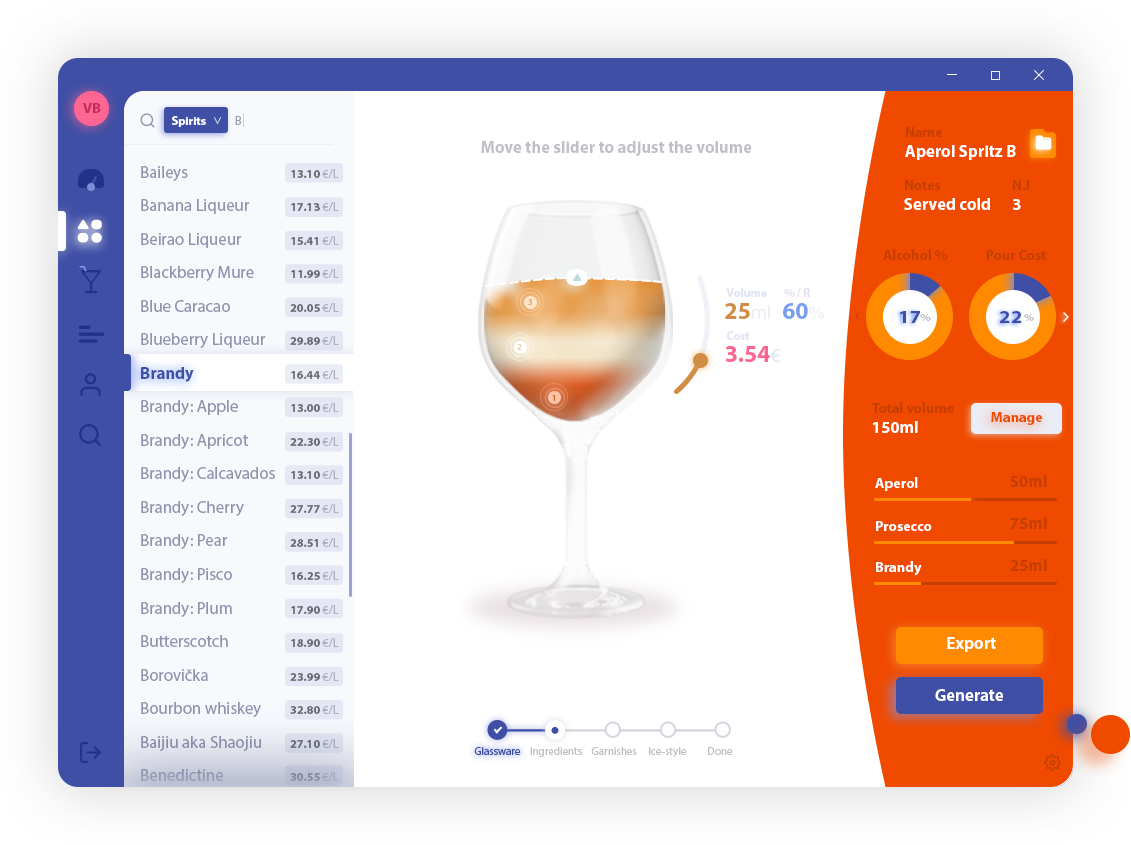 VB
Spirits
B
Baileys 13.10 €/L
Banana Liqueur 17.13 €/L
Beirao Liqueur 15.41 €/L
Blackberry Mure 11.99 €/L
Blue Caracao 20.05 €/L
Blueberry Liqueur 29.89 €/L
Brandy 16.44 €/L
Brandy: Apple 13.00 €/L
Brandy: Apricot 22.30 €/L
Brandy: Calcavados 13.10 €/L
Brandy: Cherry 27.77 €/L
Brandy: Pear 28.51 €/L
Brandy: Pisco 16.25 €/L
Brandy: Plum 17.90 €/L
Butterscotch 18.90 €/L
Borovička 23.99 €/L
Bourbon whiskey 32.80 €/L
Baijiu aka Shaojiu 27.10 €/L
Benedictine 30.55 €/L
Move the slider to adjust the volume
3
2
1
Volume % / R
25ml 60%
Cost
3.54€
Glassware Ingredients Garnishes Ice-style Done
Name
Aperol Spritz B
Notes N.I
Served cold 3
Alcohol % Pour Cost
17% 22%
Total volume
150ml
Manage
Aperol 50ml
Prosecco 75ml
Brandy 25ml
Export
Generate